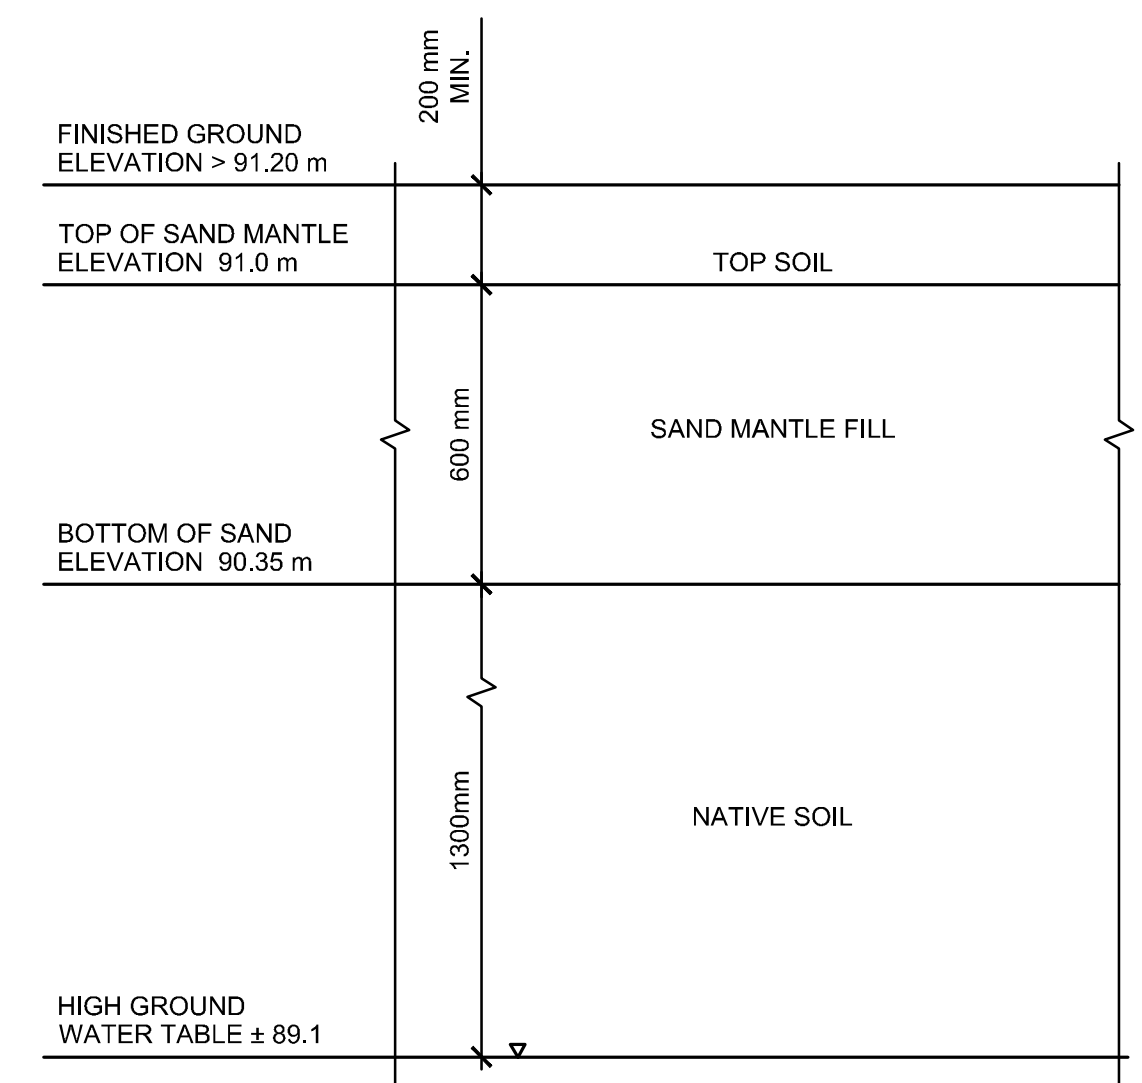 200 mm
MIN.
FINISHED GROUND
ELEVATION > 91.20 m
TOP OF SAND MANTLE
ELEVATION 91.0 m
TOP SOIL
600 mm
SAND MANTLE FILL
BOTTOM OF SAND
ELEVATION 90.35 m
1300mm
NATIVE SOIL
HIGH GROUND
WATER TABLE ± 89.1